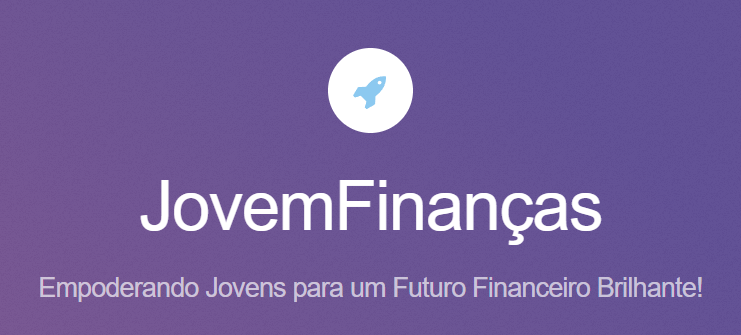 JovemFinanças
Empoderando Jovens para um Futuro Financeiro Brilhante!